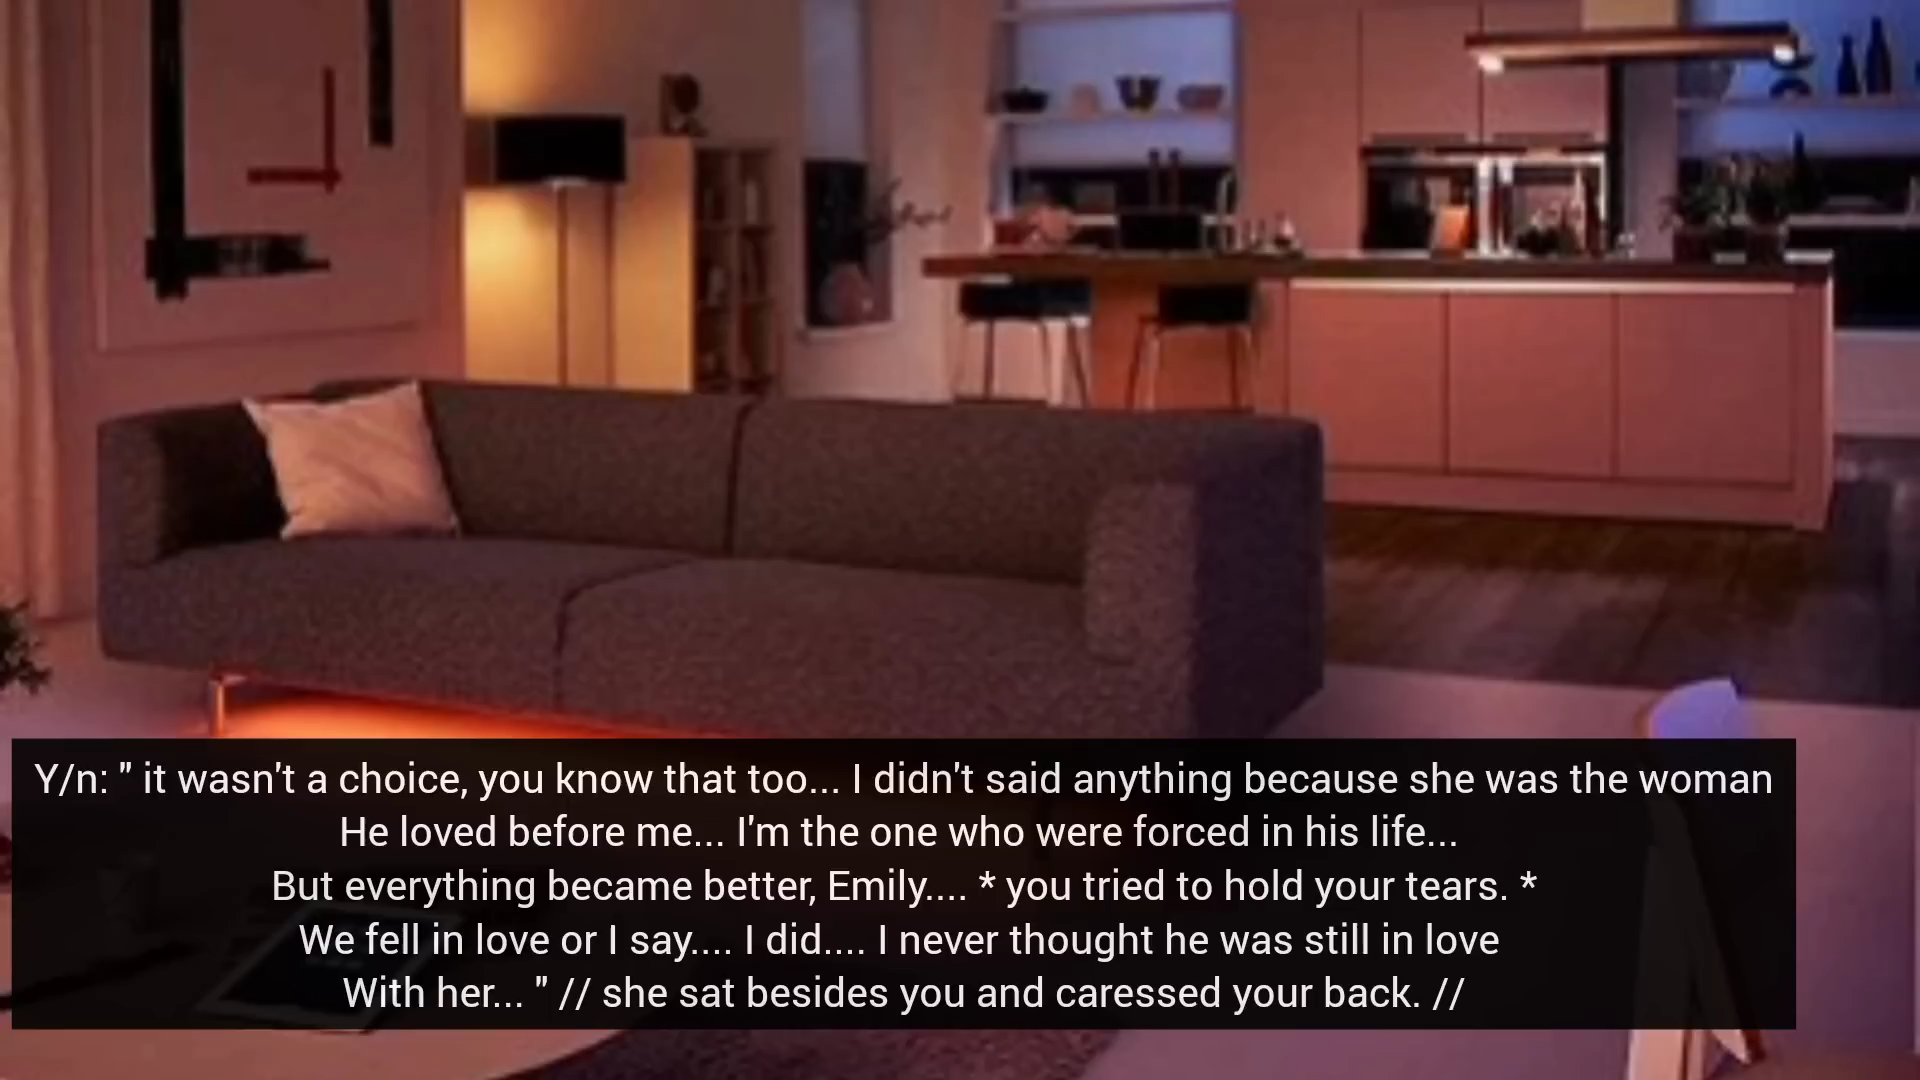 Y/n: " it wasn't a choice, you know that too... I didn't said anything because she was the woman
He loved before me... I'm the one who were forced in his life...
But everything became better, Emily.... * you tried to hold your tears. *
We fell in love or I say.... I did.... I never thought he was still in love
With her... " // she sat besides you and caressed your back. //